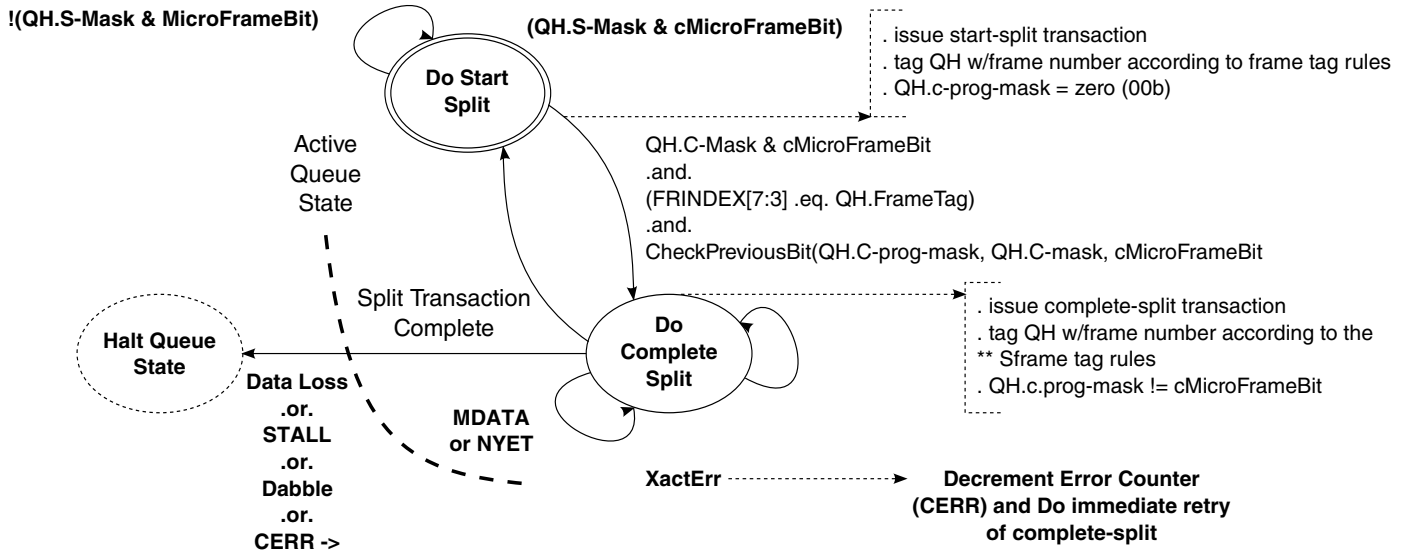 !(QH.S-Mask & MicroFrameBit)
(QH.S-Mask & cMicroFrameBit)
. issue start-split transaction
. tag QH w/frame number according to frame tag rules
. QH.c-prog-mask = zero (00b)
Do Start
Split
Active
Queue
State
QH.C-Mask & cMicroFrameBit
.and.
(FRINDEX[7:3] .eq. QH.FrameTag)
.and.
CheckPreviousBit(QH.C-prog-mask, QH.C-mask, cMicroFrameBit
Split Transaction
Complete
Halt Queue
State
Do
Complete
Split
. issue complete-split transaction
. tag QH w/frame number according to the
** Sframe tag rules
. QH.c.prog-mask != cMicroFrameBit
Data Loss
.or.
STALL
.or.
Dabble
.or.
CERR ->
MDATA
or NYET
XactErr
Decrement Error Counter
(CERR) and Do immediate retry
of complete-split